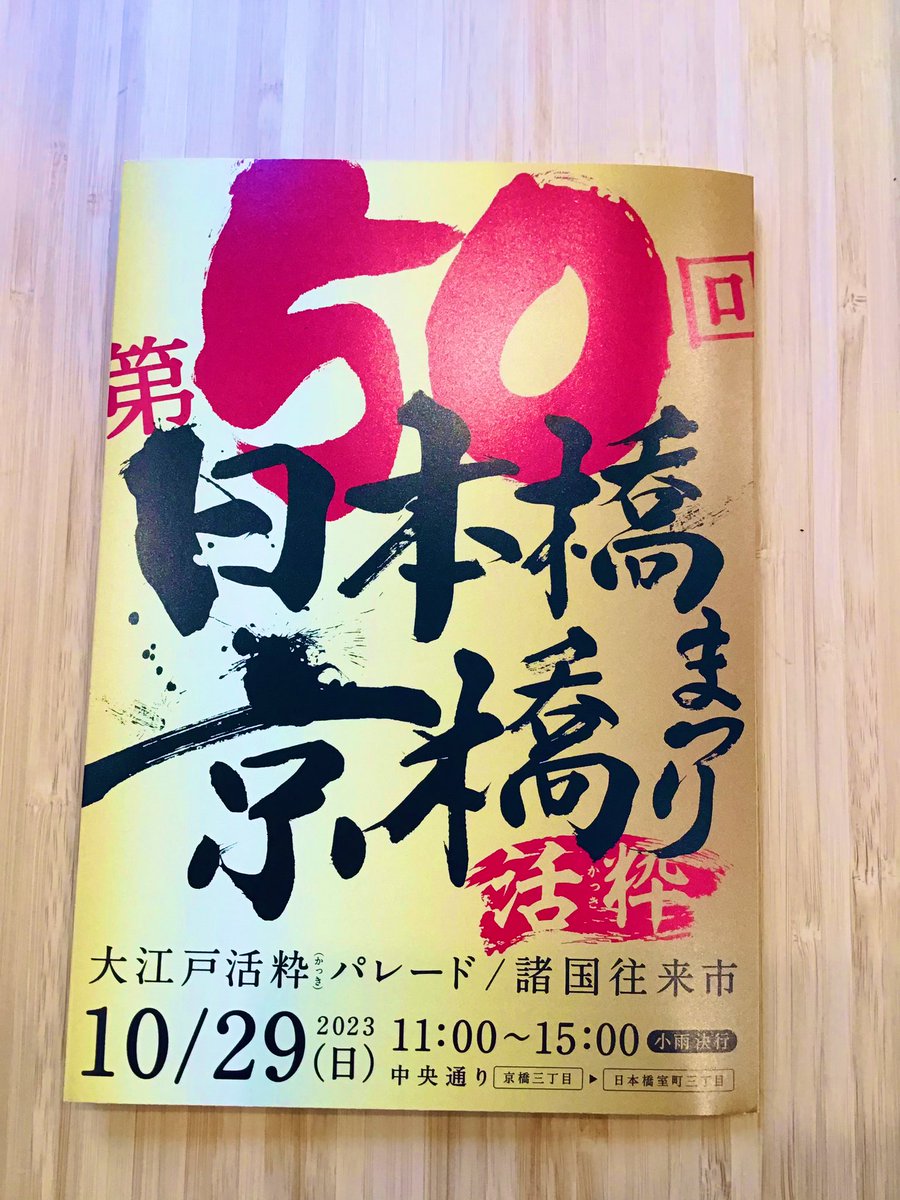 第50回
日本橋
京橋
まつり
活粋
かっき
大江戸活粋(かっき)パレード/諸国往来市
10/29 2023 (日) 11:00〜15:00 小雨決行
中央通り 京橋三丁目 ▶ 日本橋室町三丁目